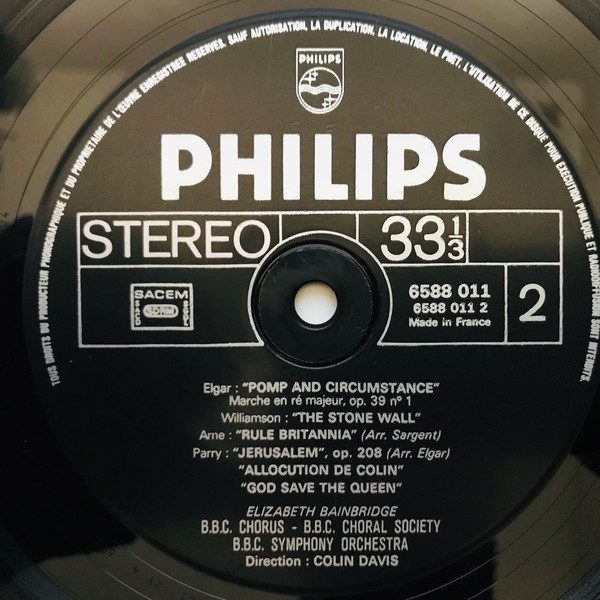 TOUS DROITS DU PRODUCTEUR PHONOGRAPHIQUE ET DU PROPRIETAIRE DE L'ŒUVRE ENREGISTREE RESERVES. SAUF AUTORISATION, LA DUPLICATION, LA LOCATION, LE PRET, L'UTILISATION DE CE DISQUE POUR EXECUTION PUBLIQUE ET RADIODIFFUSION SONT INTERDITS.
PHILIPS
PHILIPS
STEREO 33⅓
SACEM
SDRM
SACD SGDL
6588 011
6588 011 2
Made in France
2
Elgar : "POMP AND CIRCUMSTANCE"
Marche en ré majeur, op. 39 nº 1
Williamson : "THE STONE WALL"
Arne : "RULE BRITANNIA" (Arr. Sargent)
Parry : "JERUSALEM", op. 208 (Arr. Elgar)
"ALLOCUTION DE COLIN"
"GOD SAVE THE QUEEN"
ELIZABETH BAINBRIDGE
B.B.C. CHORUS - B.B.C. CHORAL SOCIETY
B.B.C. SYMPHONY ORCHESTRA
Direction : COLIN DAVIS